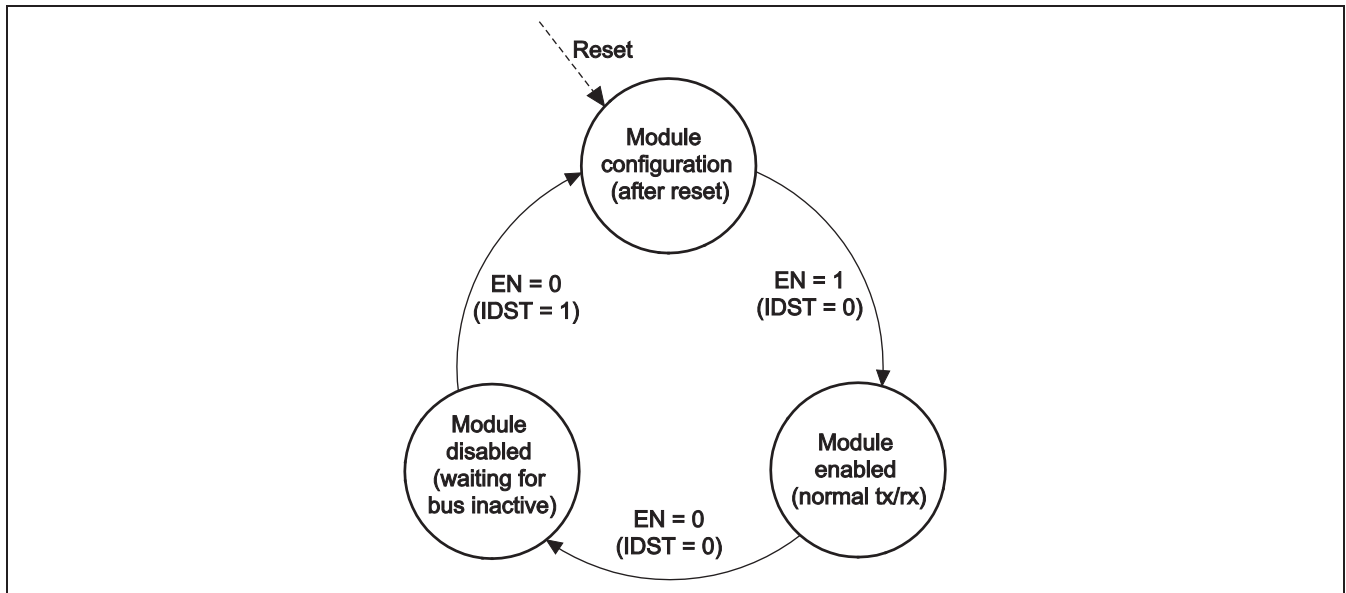 Reset
Module
configuration
(after reset)
EN = 0
(IDST = 1)
EN = 1
(IDST = 0)
Module
disabled
(waiting for
bus inactive)
Module
enabled
(normal tx/rx)
EN = 0
(IDST = 0)